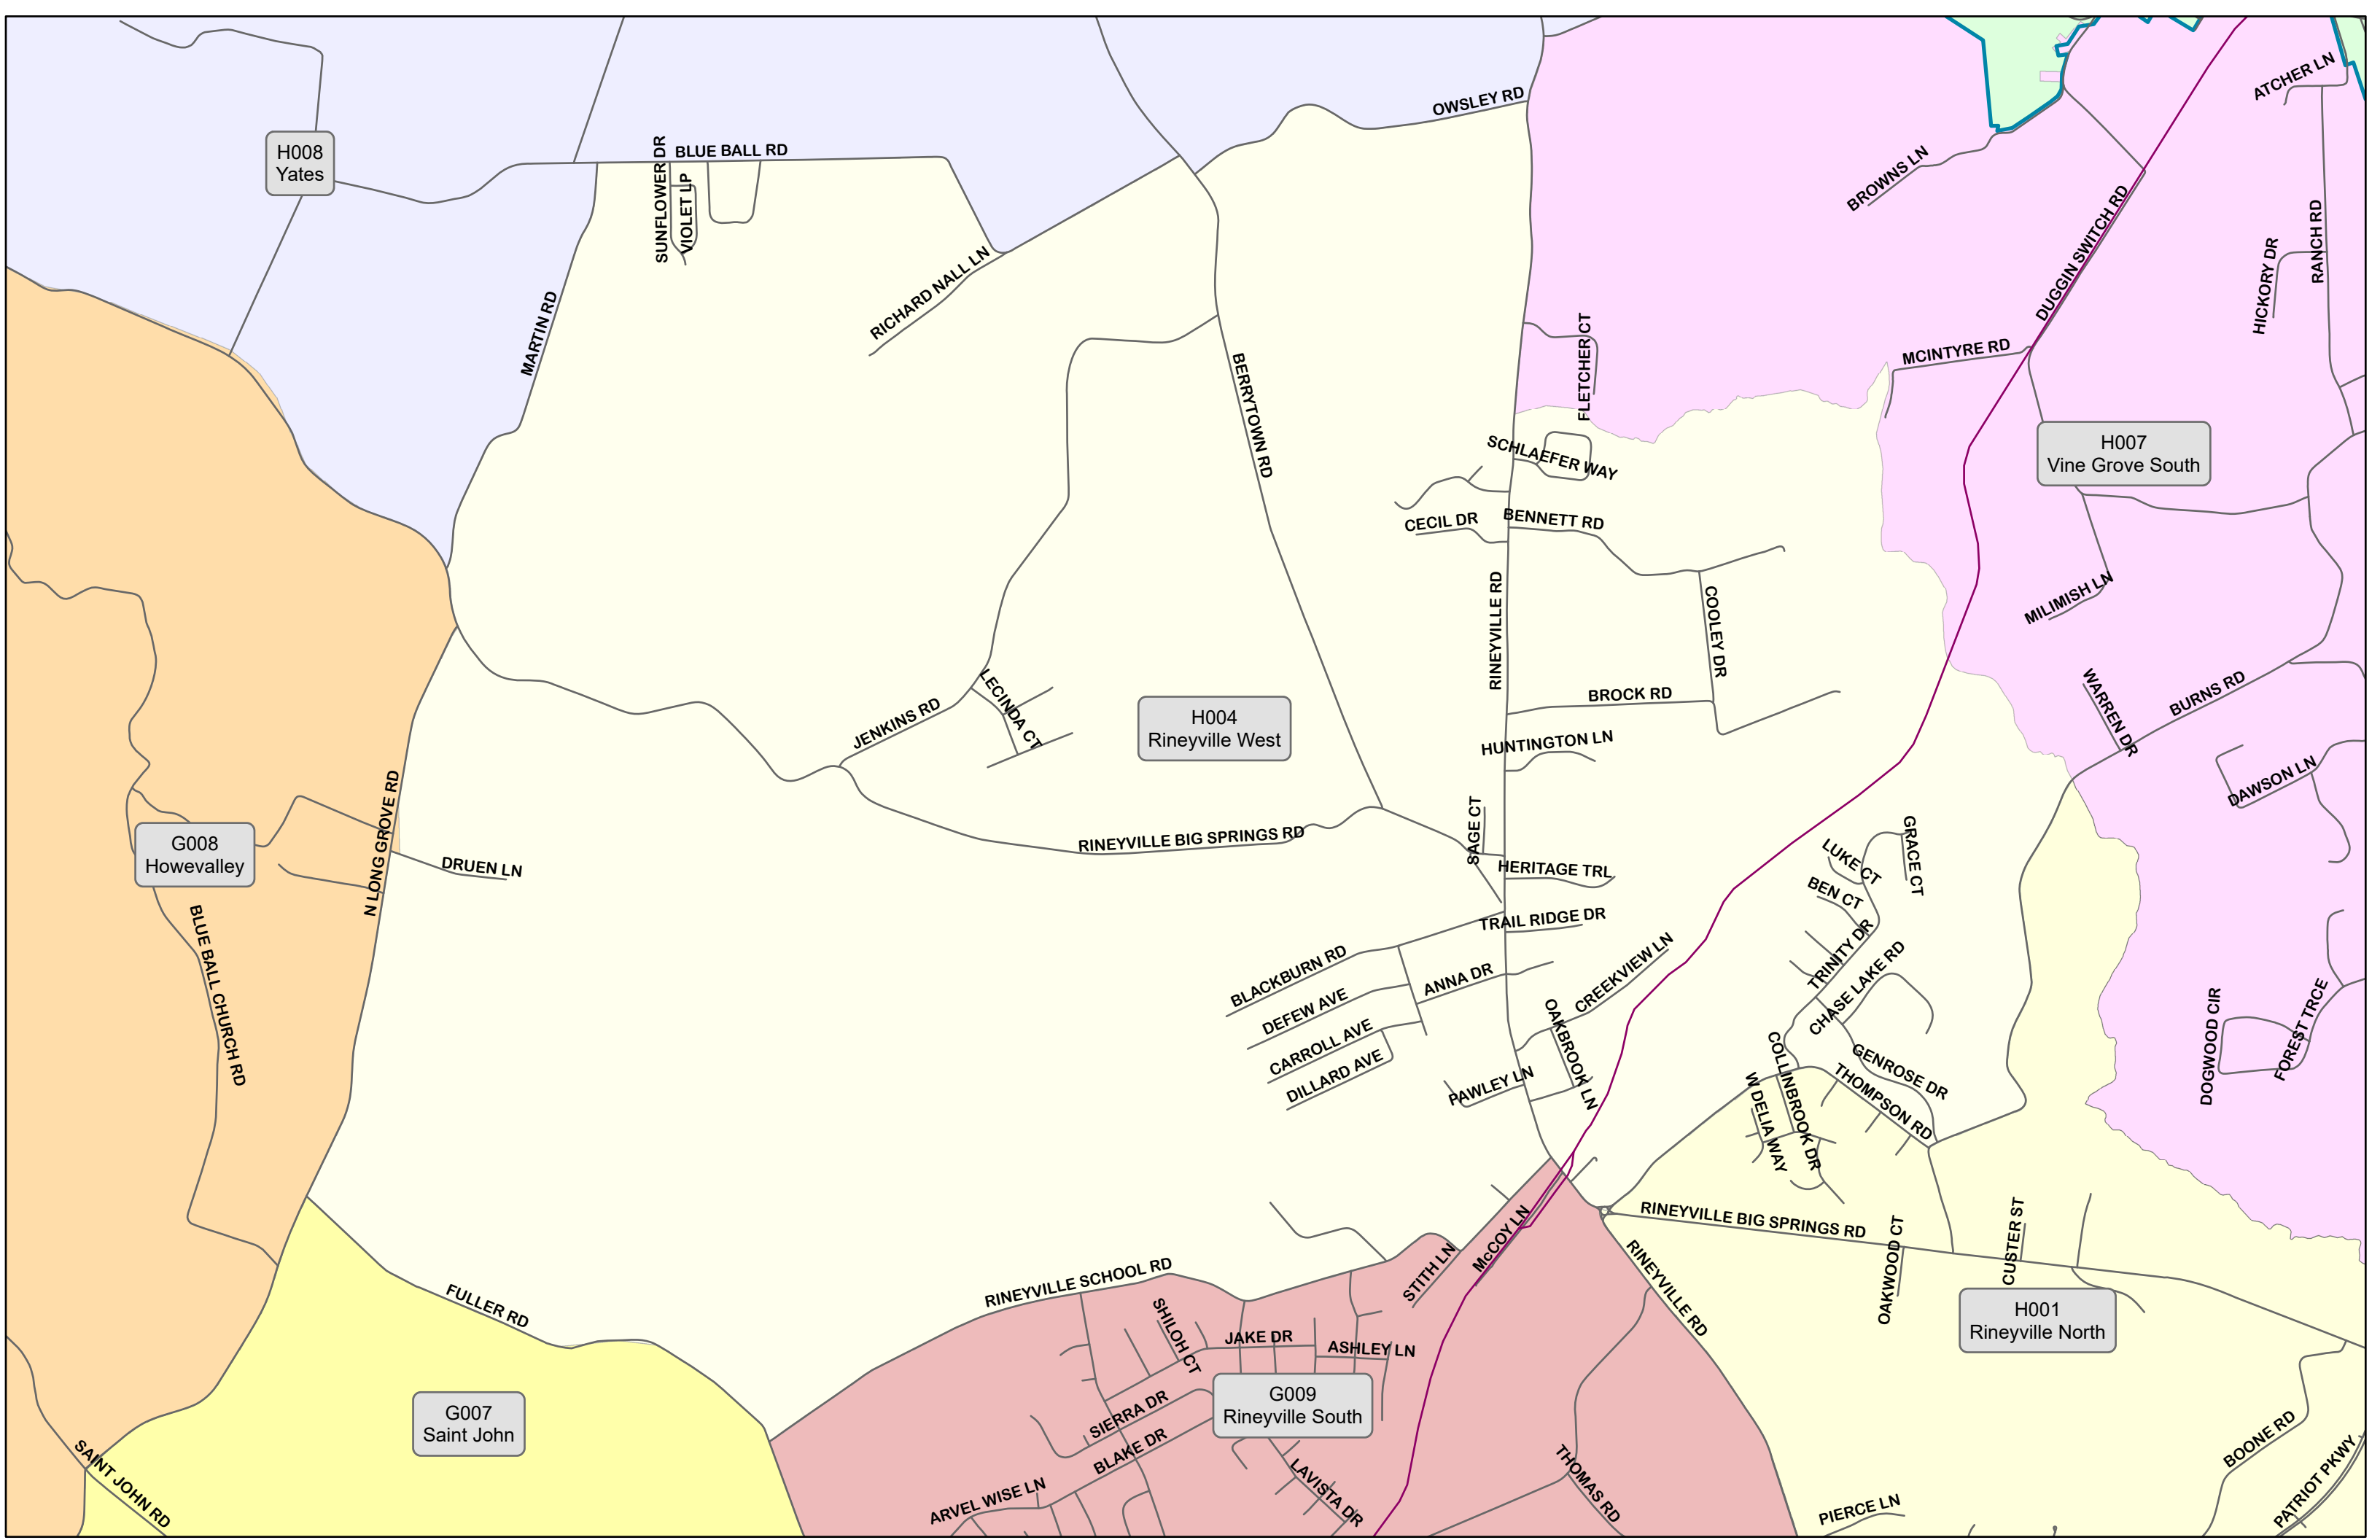 OWSLEY RD
ATCHER LN
H008
Yates
SUNFLOWER DR
BLUE BALL RD
VIOLET LP
BROWNS LN
DUGGIN SWITCH RD
RANCH RD
HICKORY DR
RICHARD NALL LN
MARTIN RD
BERRYTOWN RD
FLETCHER CT
MCINTYRE RD
H007
Vine Grove South
SCHLAEFER WAY
CECIL DR
BENNETT RD
RINEYVILLE RD
COOLEY DR
MILIMISH LN
LECINDA CT
JENKINS RD
H004
Rineyville West
BROCK RD
HUNTINGTON LN
WARREN DR
BURNS RD
DAWSON LN
N LONG GROVE RD
SAGE CT
RINEYVILLE BIG SPRINGS RD
G008
Howevalley
DRUEN LN
HERITAGE TRL
LUKE CT
GRACE CT
BEN CT
BLUE BALL CHURCH RD
TRAIL RIDGE DR
TRINITY DR
CHASE LAKE RD
BLACKBURN RD
ANNA DR
CREEKVIEW LN
DEFEW AVE
CARROLL AVE
DILLARD AVE
OAKBROOK LN
PAWLEY LN
COLLINBROOK DR
W DELIA WAY
GENROSE DR
THOMPSON RD
DOGWOOD CIR
FOREST TRCE
RINEYVILLE BIG SPRINGS RD
OAKWOOD CT
CUSTER ST
STITH LN
McCOY LN
RINEYVILLE RD
RINEYVILLE SCHOOL RD
FULLER RD
SHILOH CT
JAKE DR
ASHLEY LN
H001
Rineyville North
G007
Saint John
G009
Rineyville South
SIERRA DR
BLAKE DR
SAINT JOHN RD
ARVEL WISE LN
LAVISTA DR
THOMAS RD
PIERCE LN
BOONE RD
PATRIOT PKWY